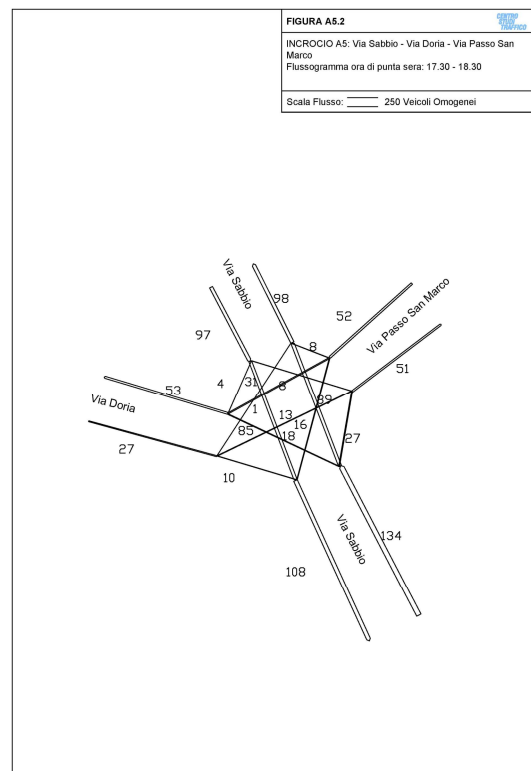 FIGURA A5.2
CENTRO
STUDI
TRAFFICO
INCROCIO A5: Via Sabbio - Via Doria - Via Passo San
Marco
Flussogramma ora di punta sera: 17.30 - 18.30
Scala Flusso: 250 Veicoli Omogenei
Via Sabbio
98
97
52
Via Passo San Marco
8
51
4
31
8
53
Via Doria
1
89
13
16
85
18
27
27
10
Via Sabbio
134
108